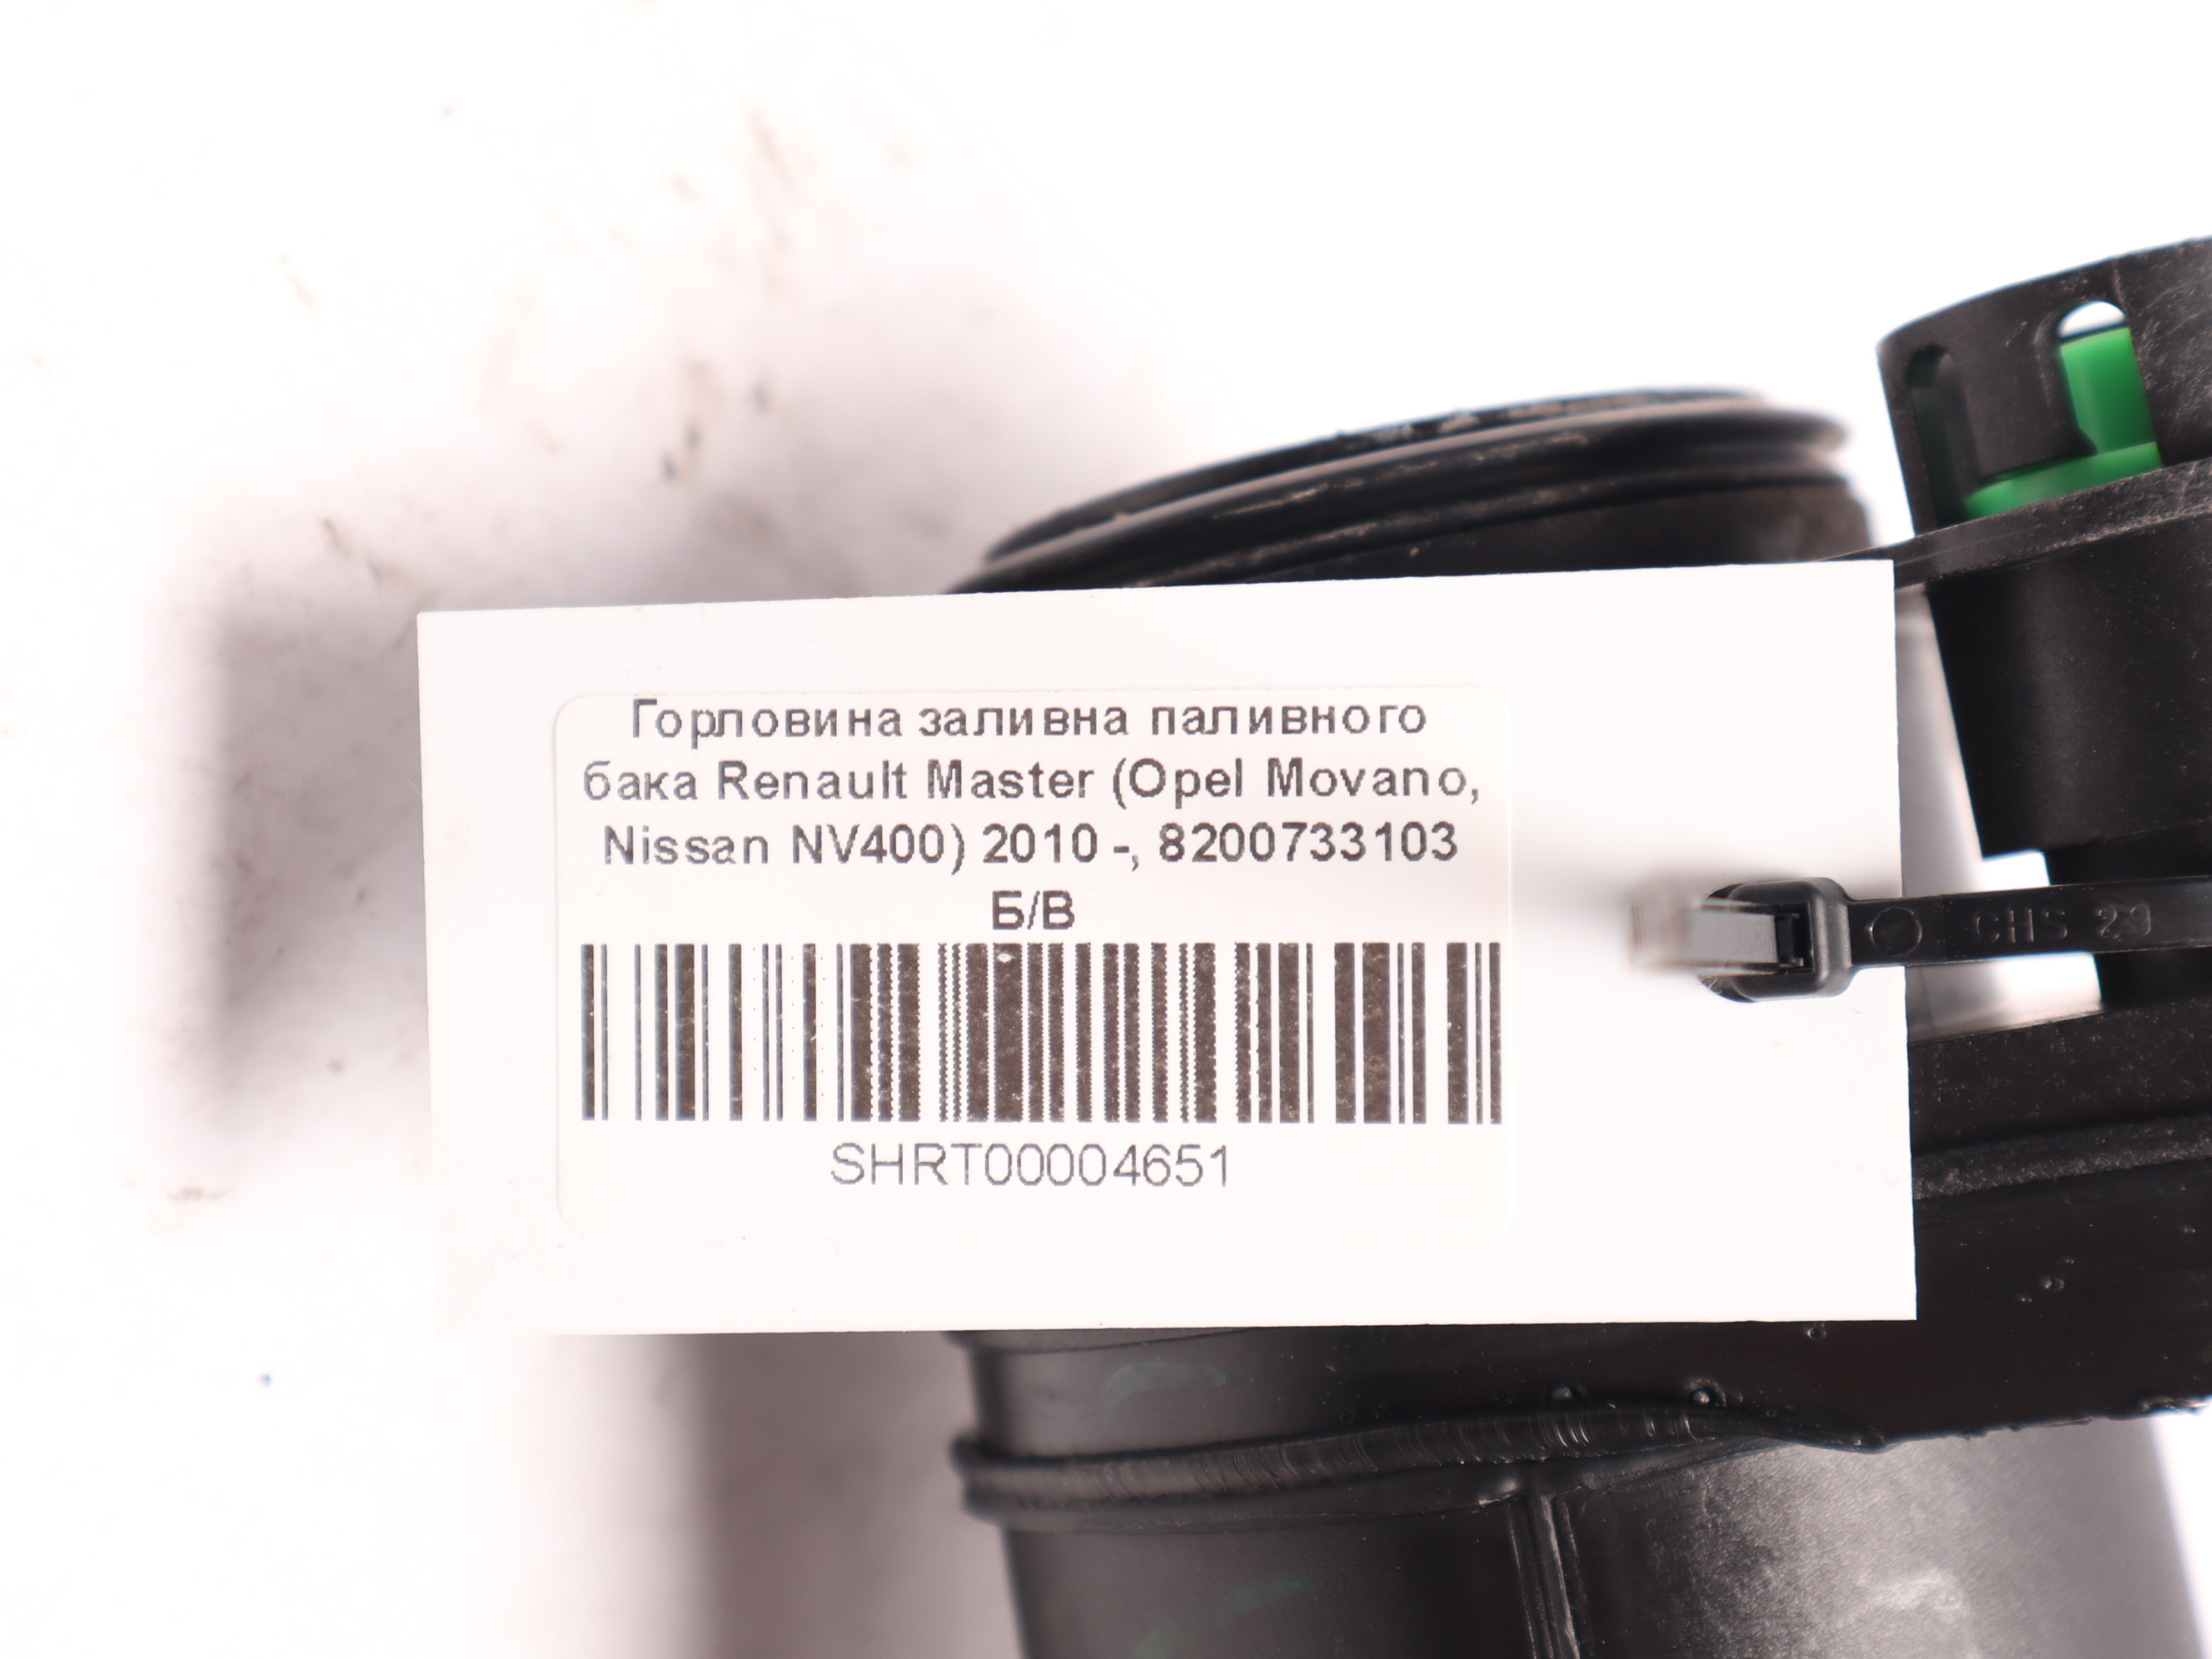 Горловина заливна паливного
бака Renault Master (Opel Movano,
Nissan NV400) 2010 -, 8200733103
Б/В
SHRT00004651
CHS 29